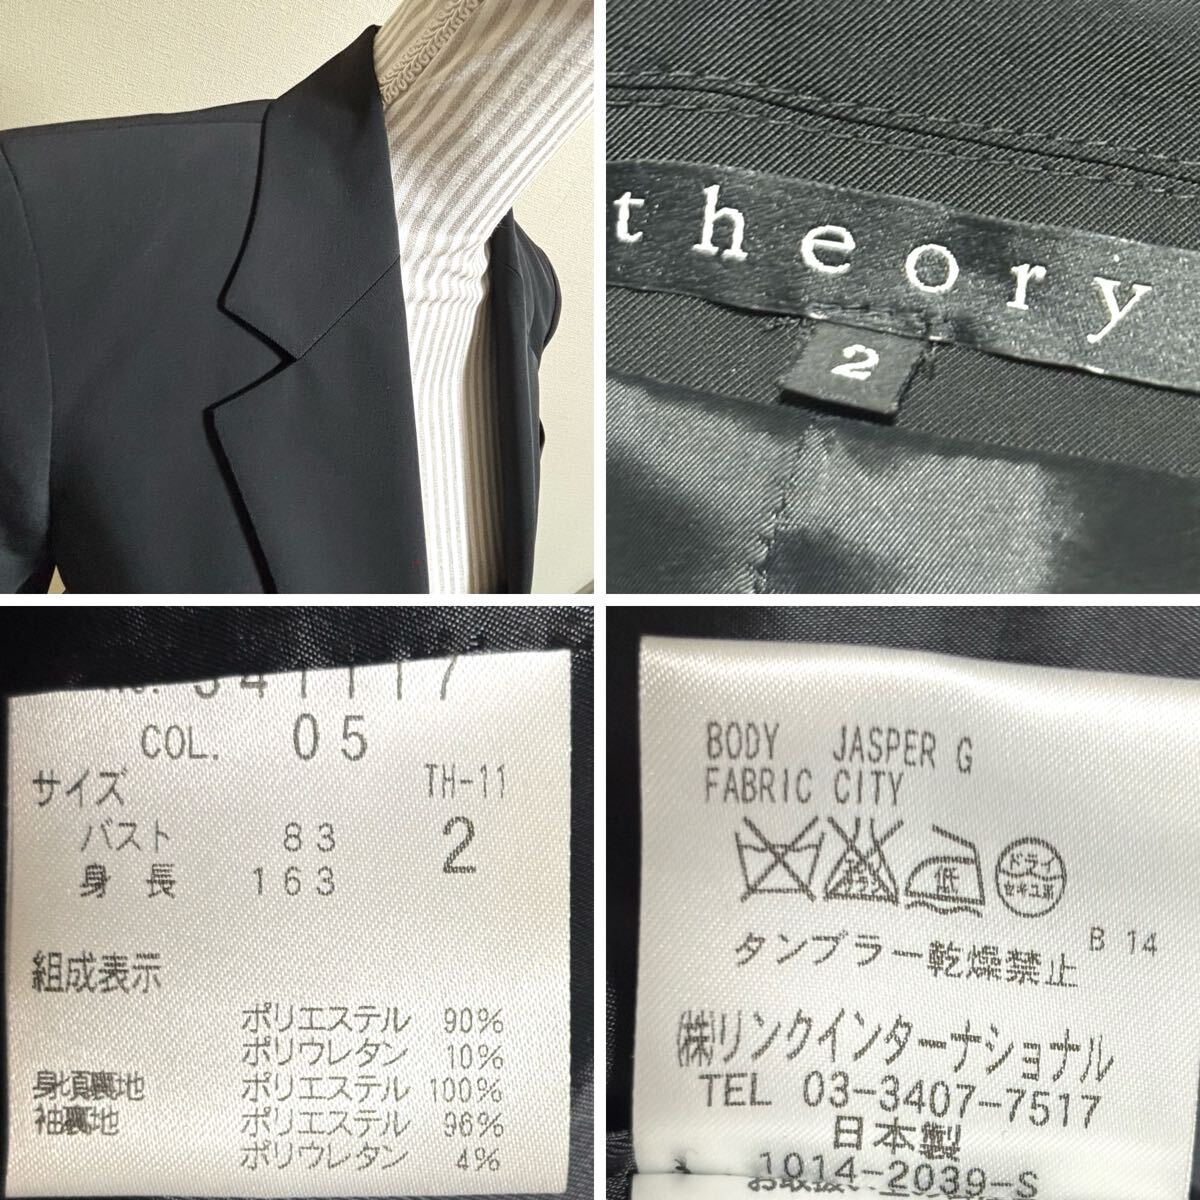 theory
2
341117
COL. 05
サイズ TH-11
バスト 83 2
身長 163
組成表示
ポリエステル 90%
ポリウレタン 10%
身頃裏地 ポリエステル 100%
袖裏地 ポリエステル 96%
ポリウレタン 4%
BODY JASPER G
FABRIC CITY
低 ドライ セキユ系
B 14
タンブラー乾燥禁止
㈱リンクインターナショナル
TEL 03-3407-7517
日本製
1014-2039-S